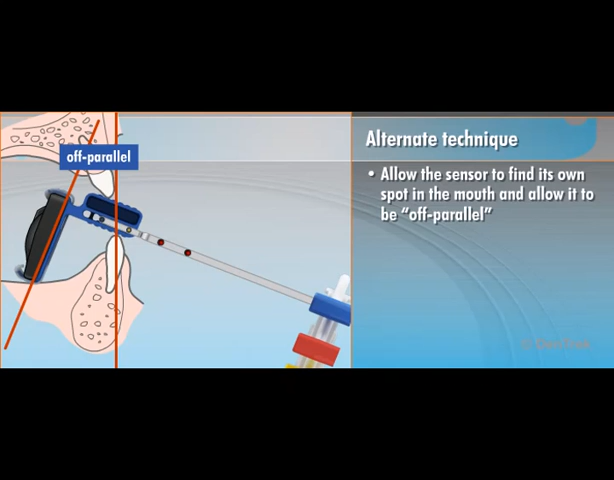 off-parallel
Alternate technique
• Allow the sensor to find its own
spot in the mouth and allow it to
be “off-parallel”